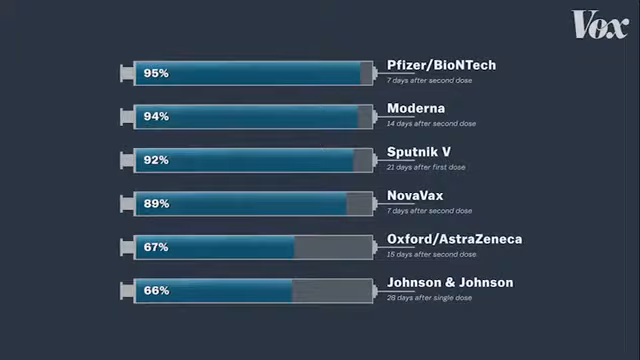 Vox
95%
Pfizer/BioNTech
7 days after second dose
94%
Moderna
14 days after second dose
92%
Sputnik V
21 days after first dose
89%
NovaVax
7 days after second dose
67%
Oxford/AstraZeneca
15 days after second dose
66%
Johnson & Johnson
28 days after single dose